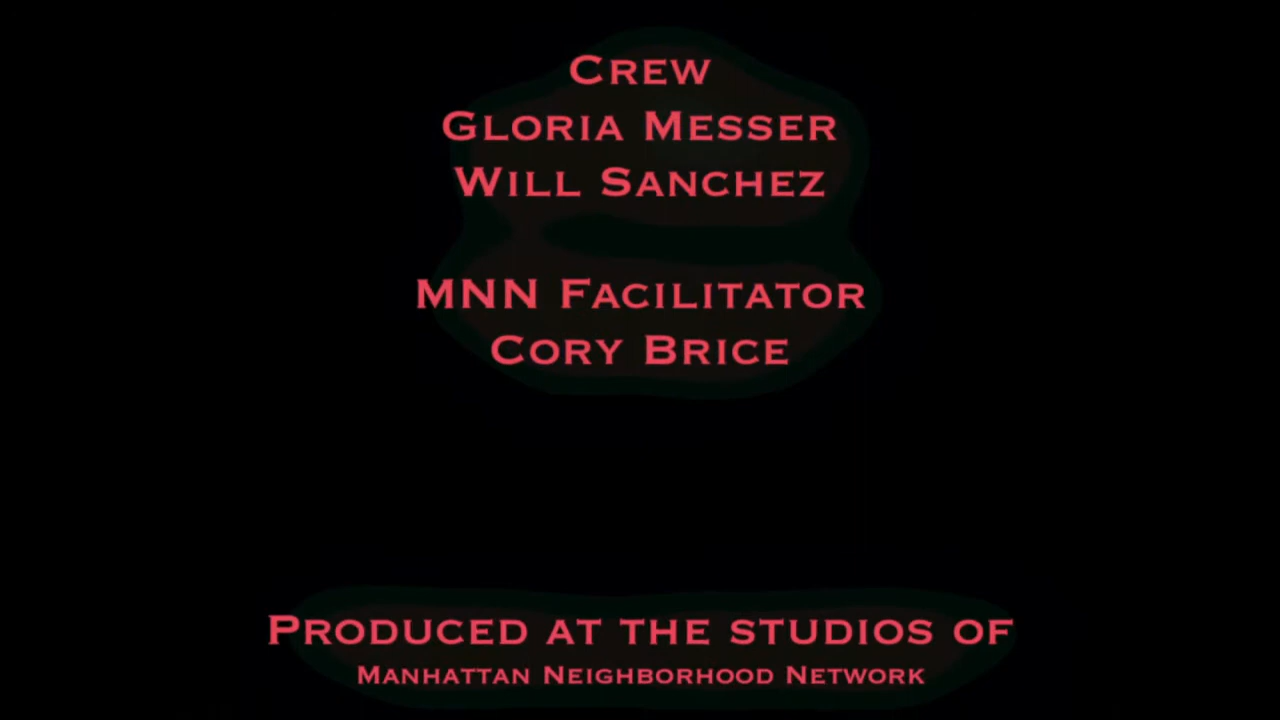 Crew
Gloria Messer
Will Sanchez
MNN Facilitator
Cory Brice
Produced at the studios of
Manhattan Neighborhood Network